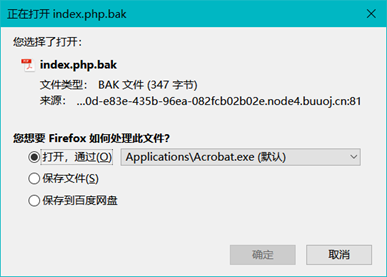 正在打开 index.php.bak
您选择了打开：
index.php.bak
文件类型： BAK 文件 (347 字节)
来源： ...0d-e83e-435b-96ea-082fcb02b02e.node4.buuoj.cn:81
您想要 Firefox 如何处理此文件？
打开，通过(O) Applications\Acrobat.exe (默认)
保存文件(S)
保存到百度网盘
确定 取消